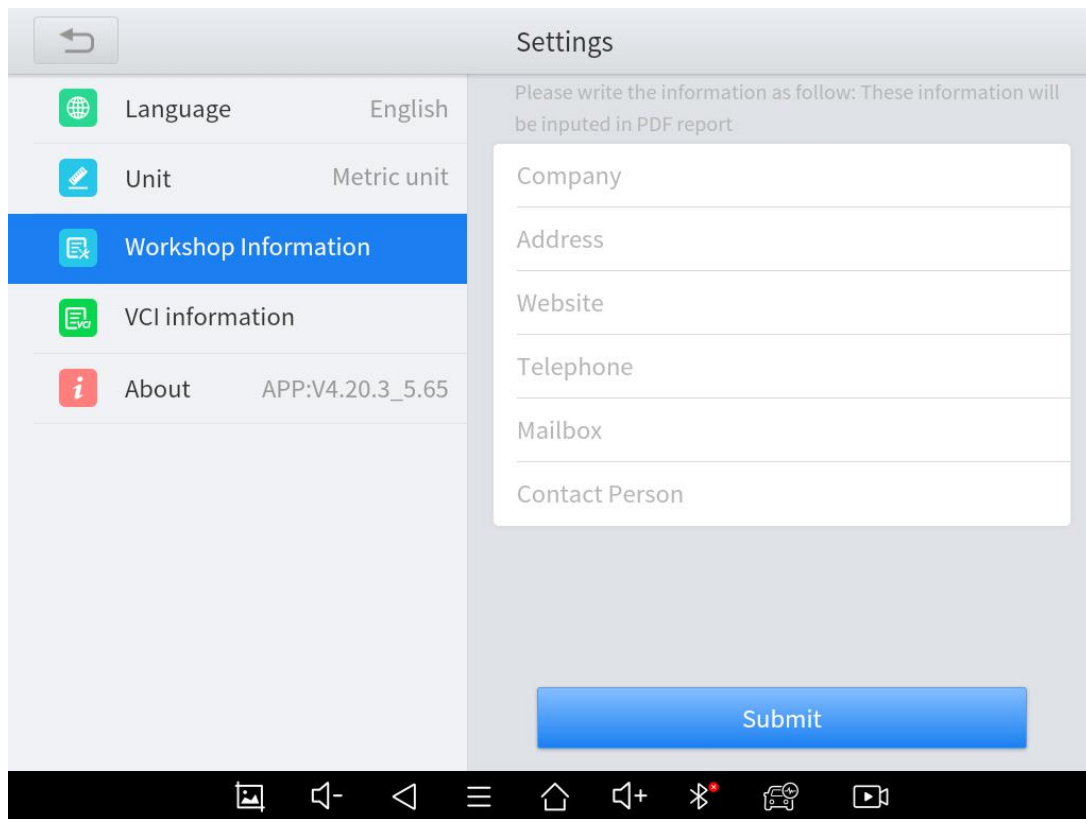 Settings
Language English
Unit Metric unit
Workshop Information
VCI information
About APP:V4.20.3_5.65
Please write the information as follow: These information will
be inputed in PDF report
Company
Address
Website
Telephone
Mailbox
Contact Person
Submit